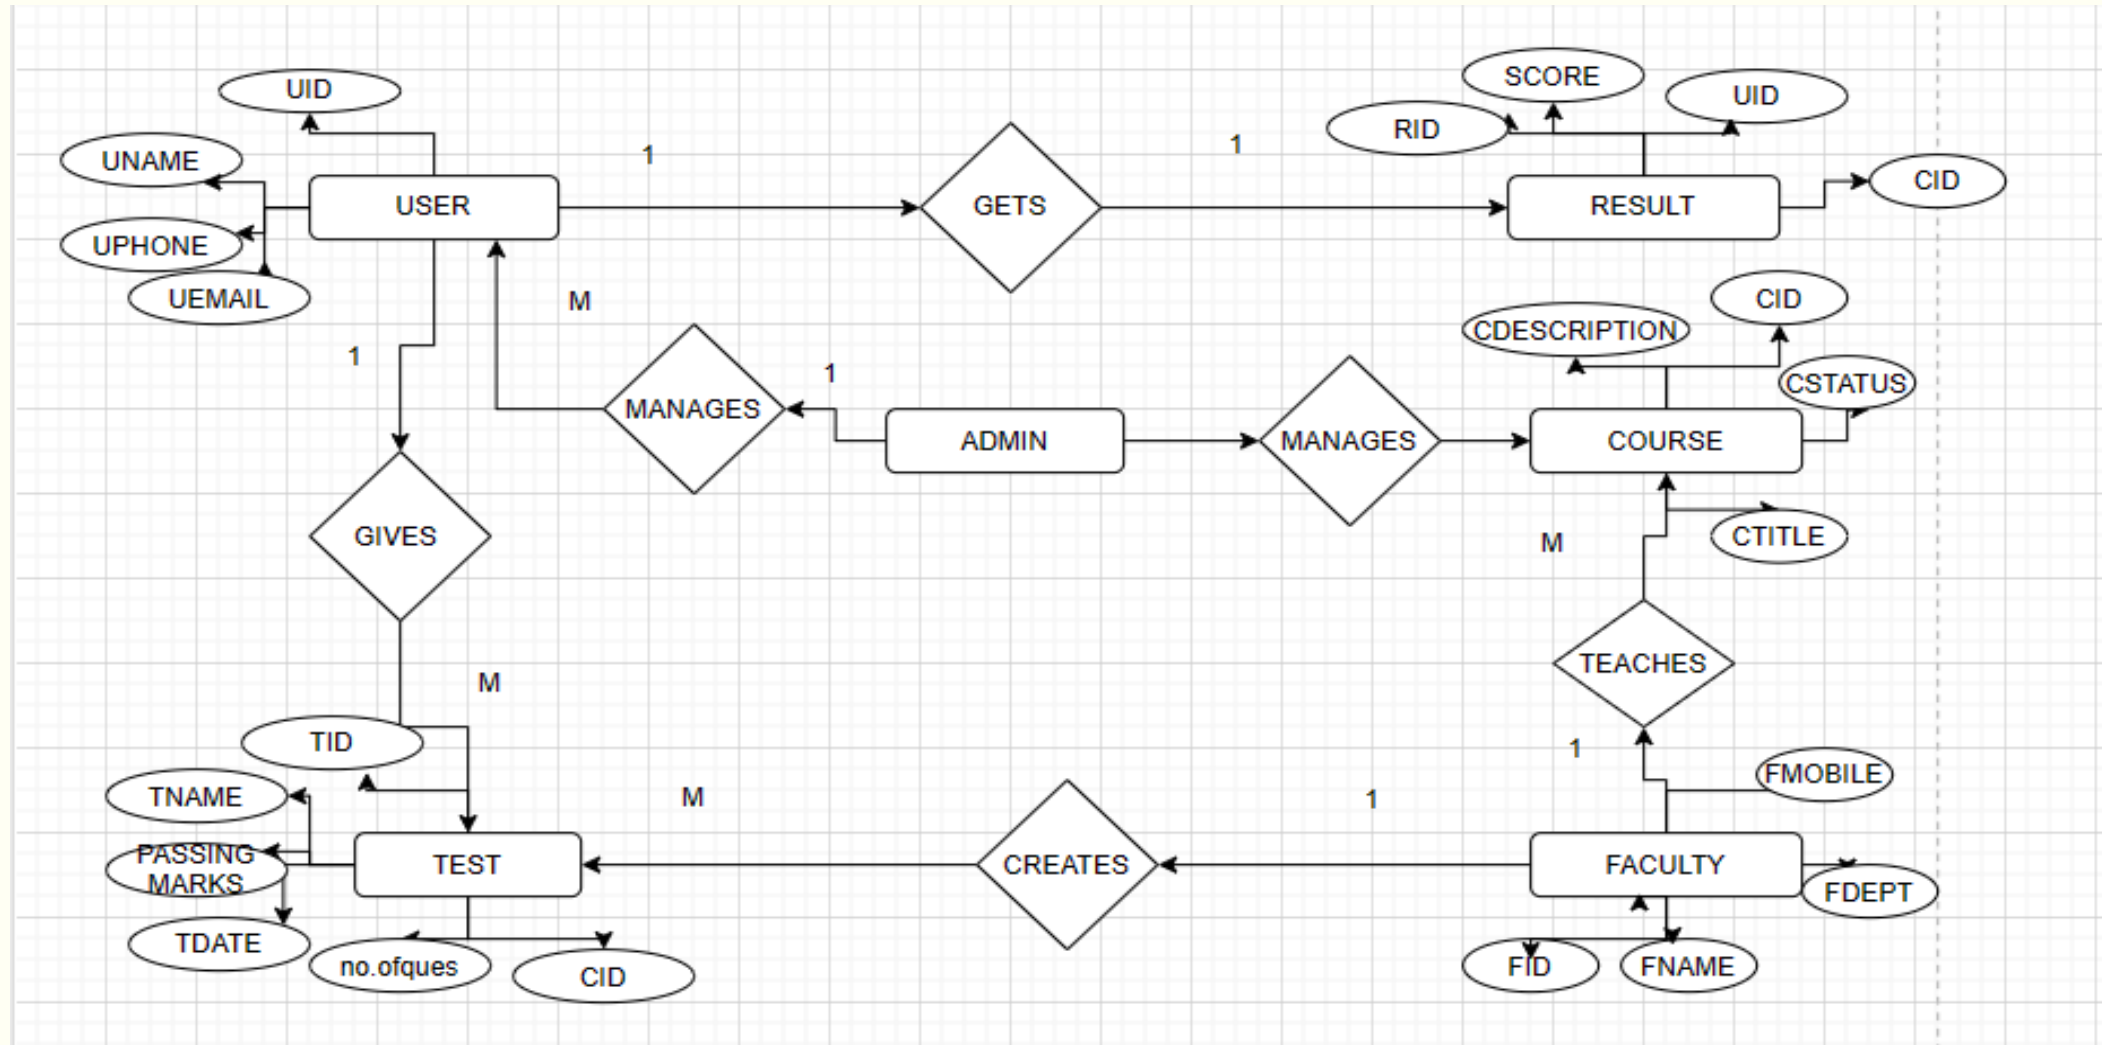 SCORE
UID
UID
RID
1
1
UNAME
CID
USER
GETS
RESULT
UPHONE
UEMAIL
M
CID
CDESCRIPTION
1
1
CSTATUS
MANAGES
ADMIN
MANAGES
COURSE
GIVES
M
CTITLE
TEACHES
M
TID
1
FMOBILE
TNAME
M
1
PASSING
MARKS
TEST
CREATES
FACULTY
FDEPT
TDATE
no.ofques
CID
FID
FNAME